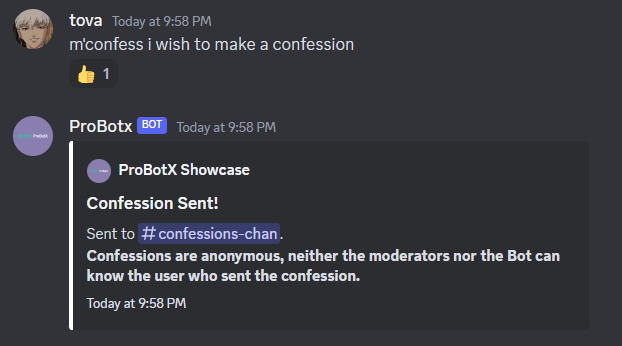 tova Today at 9:58 PM
m'confess i wish to make a confession
👍 1
ProBotx BOT Today at 9:58 PM
ProBotX Showcase
Confession Sent!
Sent to #confessions-chan.
Confessions are anonymous, neither the moderators nor the Bot can
know the user who sent the confession.
Today at 9:58 PM